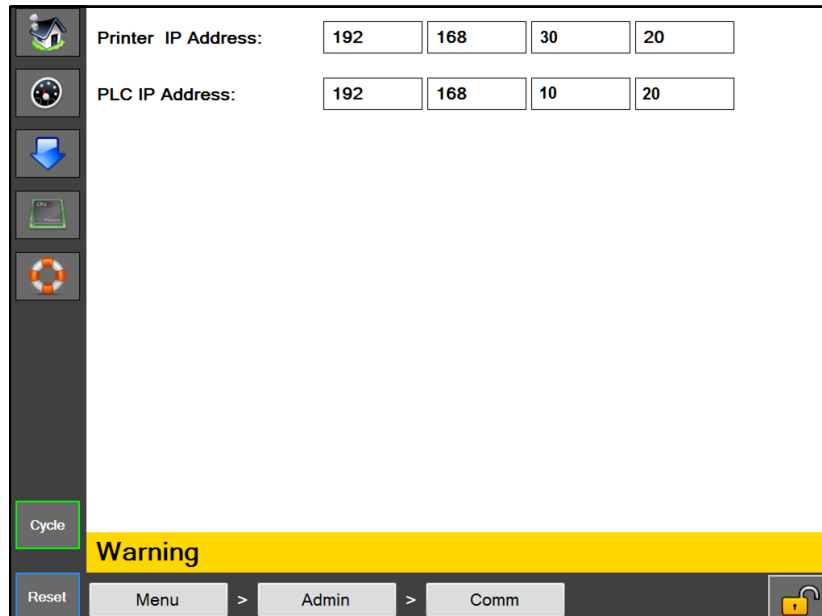 Printer IP Address: 192 168 30 20
PLC IP Address: 192 168 10 20
CPU
Cycle
Warning
Reset
Menu > Admin > Comm